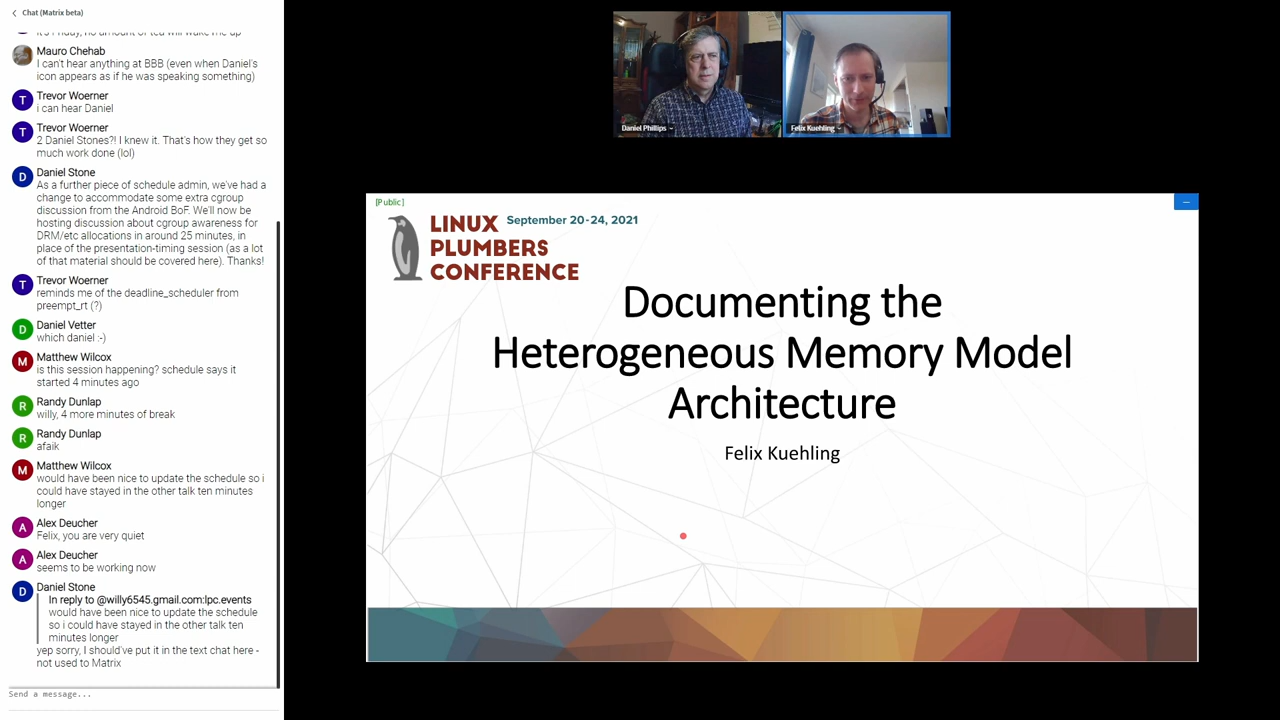 Chat (Matrix beta)
it's Friday, no amount of tea will wake me up
Mauro Chehab
I can't hear anything at BBB (even when Daniel's
icon appears as if he was speaking something)
T
Trevor Woerner
i can hear Daniel
T
Trevor Woerner
2 Daniel Stones?! I knew it. That's how they get so
much work done (lol)
D
Daniel Stone
As a further piece of schedule admin, we've had a
change to accommodate some extra cgroup
discussion from the Android BoF. We'll now be
hosting discussion about cgroup awareness for
DRM/etc allocations in around 25 minutes, in
place of the presentation-timing session (as a lot
of that material should be covered here). Thanks!
T
Trevor Woerner
reminds me of the deadline_scheduler from
preempt_rt (?)
D
Daniel Vetter
which daniel :-)
M
Matthew Wilcox
is this session happening? schedule says it
started 4 minutes ago
R
Randy Dunlap
willy, 4 more minutes of break
R
Randy Dunlap
afaik
M
Matthew Wilcox
would have been nice to update the schedule so i
could have stayed in the other talk ten minutes
longer
A
Alex Deucher
Felix, you are very quiet
A
Alex Deucher
seems to be working now
D
Daniel Stone
In reply to @willy6545.gmail.com:lpc.events
would have been nice to update the schedule
so i could have stayed in the other talk ten
minutes longer
yep sorry, I should've put it in the text chat here -
not used to Matrix
Send a message...
Daniel Phillips
Felix Kuehling
[Public]
LINUX September 20-24, 2021
PLUMBERS
CONFERENCE
Documenting the
Heterogeneous Memory Model
Architecture
Felix Kuehling